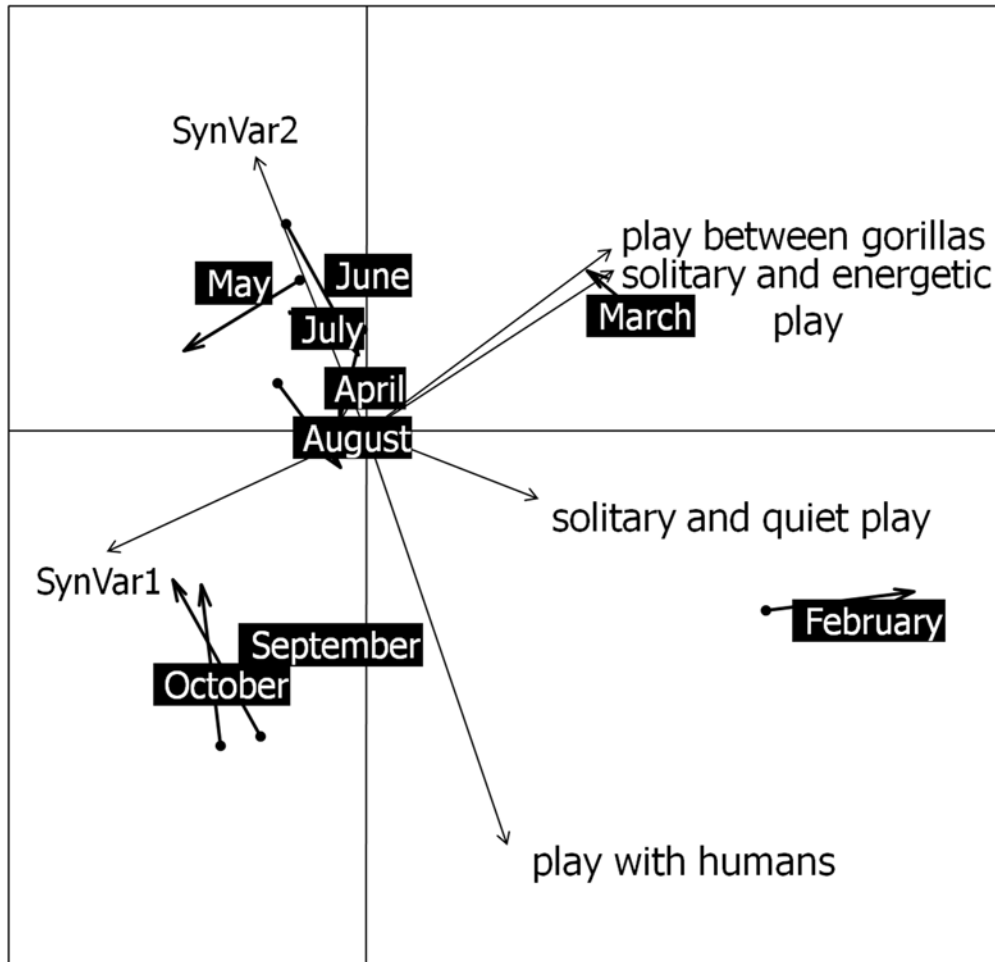 SynVar2
play between gorillas
solitary and energetic
play
May
June
March
July
April
August
solitary and quiet play
SynVar1
February
September
October
play with humans